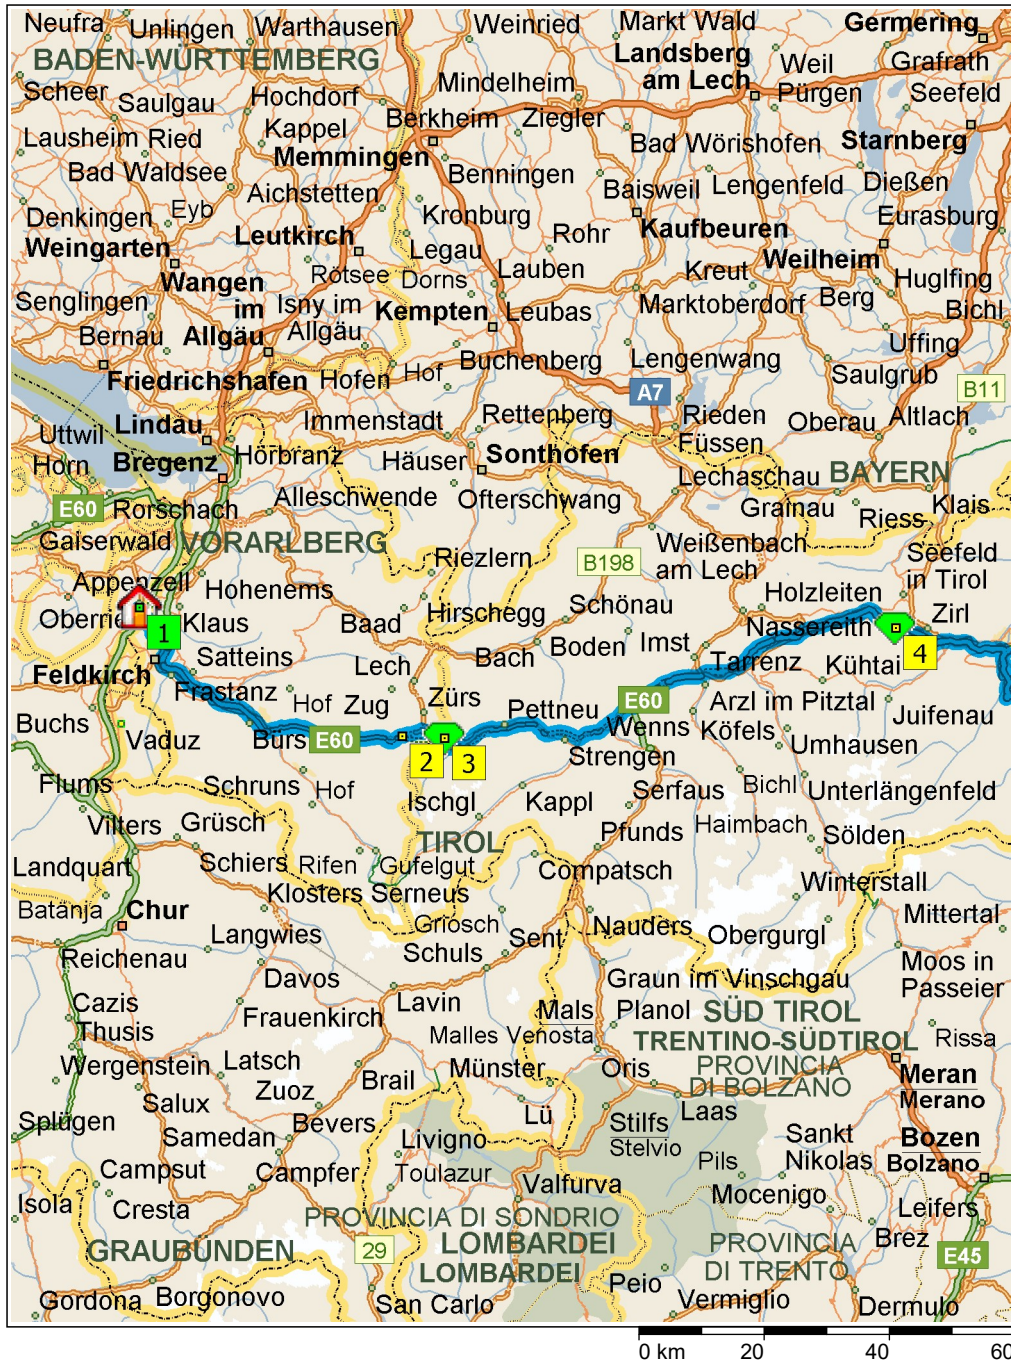 Neufra
Unlingen
Warthausen
Weinried
Markt Wald
Germering
BADEN-WÜRTTEMBERG
Landsberg
am Lech
Weil
Grafrath
Scheer
Saulgau
Hochdorf
Mindelheim
Pürgen
Seefeld
Lausheim
Ried
Kappel
Berkheim
Ziegler
Bad Wörishofen
Starnberg
Memmingen
Bad Waldsee
Aichstetten
Benningen
Baisweil
Lengenfeld
Dießen
Denkingen
Eyb
Kronburg
Eurasburg
Weingarten
Leutkirch
Legau
Rohr
Kaufbeuren
Weilheim
Wangen
im
Allgäu
Rötsee
Dorns
Lauben
Kreut
Huglfing
Senglingen
Isny im
Allgäu
Kempten
Leubas
Marktoberdorf
Berg
Bichl
Bernau
Uffing
Buchenberg
Lengenwang
Friedrichshafen
Hofen
Hof
Saulgrub
A7
B11
Immenstadt
Rettenberg
Rieden
Oberau
Altlach
Uttwil
Lindau
Füssen
Horn
Bregenz
Hörbranz
Häuser
Sonthofen
Lechaschau
BAYERN
E60
Rorschach
Alleschwende
Ofterschwang
Grainau
Riess
Klais
Gaiserwald
VORARLBERG
Riezlern
B198
Weißenbach
am Lech
Seefeld
in Tirol
Appenzell
Hohenems
Holzleiten
Oberrie
1
Klaus
Baad
Hirschegg
Schönau
Nassereith
Zirl
4
Feldkirch
Satteins
Lech
Bach
Boden
Imst
Tarrenz
Kühtai
Frastanz
Hof
Zug
Zürs
Pettneu
E60
Arzl im Pitztal
Buchs
Vaduz
Bürs
E60
2
3
Wenns
Köfels
Juifenau
Strengen
Umhausen
Flums
Schruns
Hof
Ischgl
Kappl
Serfaus
Bichl
Unterlängenfeld
Vilters
Grüsch
TIROL
Pfunds
Haimbach
Sölden
Landquart
Schiers
Rifen
Gufelgut
Compatsch
Klosters Serneus
Winterstall
Batänja
Chur
Griosch
Nauders
Mittertal
Langwies
Schuls
Sent
Obergurgl
Reichenau
Davos
Graun im Vinschgau
Moos in
Passeier
Cazis
Lavin
Mals
Planol
SÜD TIROL
Thusis
Frauenkirch
Malles Venosta
TRENTINO-SÜDTIROL
Rissa
Wergenstein
Latsch
Münster
Oris
PROVINCIA
DI BOLZANO
Meran
Merano
Zuoz
Brail
Salux
Lü
Laas
Splügen
Bevers
Stilfs
Stelvio
Samedan
Livigno
Sankt
Nikolas
Bozen
Bolzano
Pils
Campsut
Campfer
Toulazur
Valfurva
Mocenigo
Isola
Cresta
Leifers
PROVINCIA DI SONDRIO
Brez
GRAUBÜNDEN
29
LOMBARDEI
PROVINCIA
DI TRENTO
E45
LOMBARDEI
Peio
Gordona
Borgonovo
San Carlo
Vermiglio
Dermulo
0 km
20
40
60